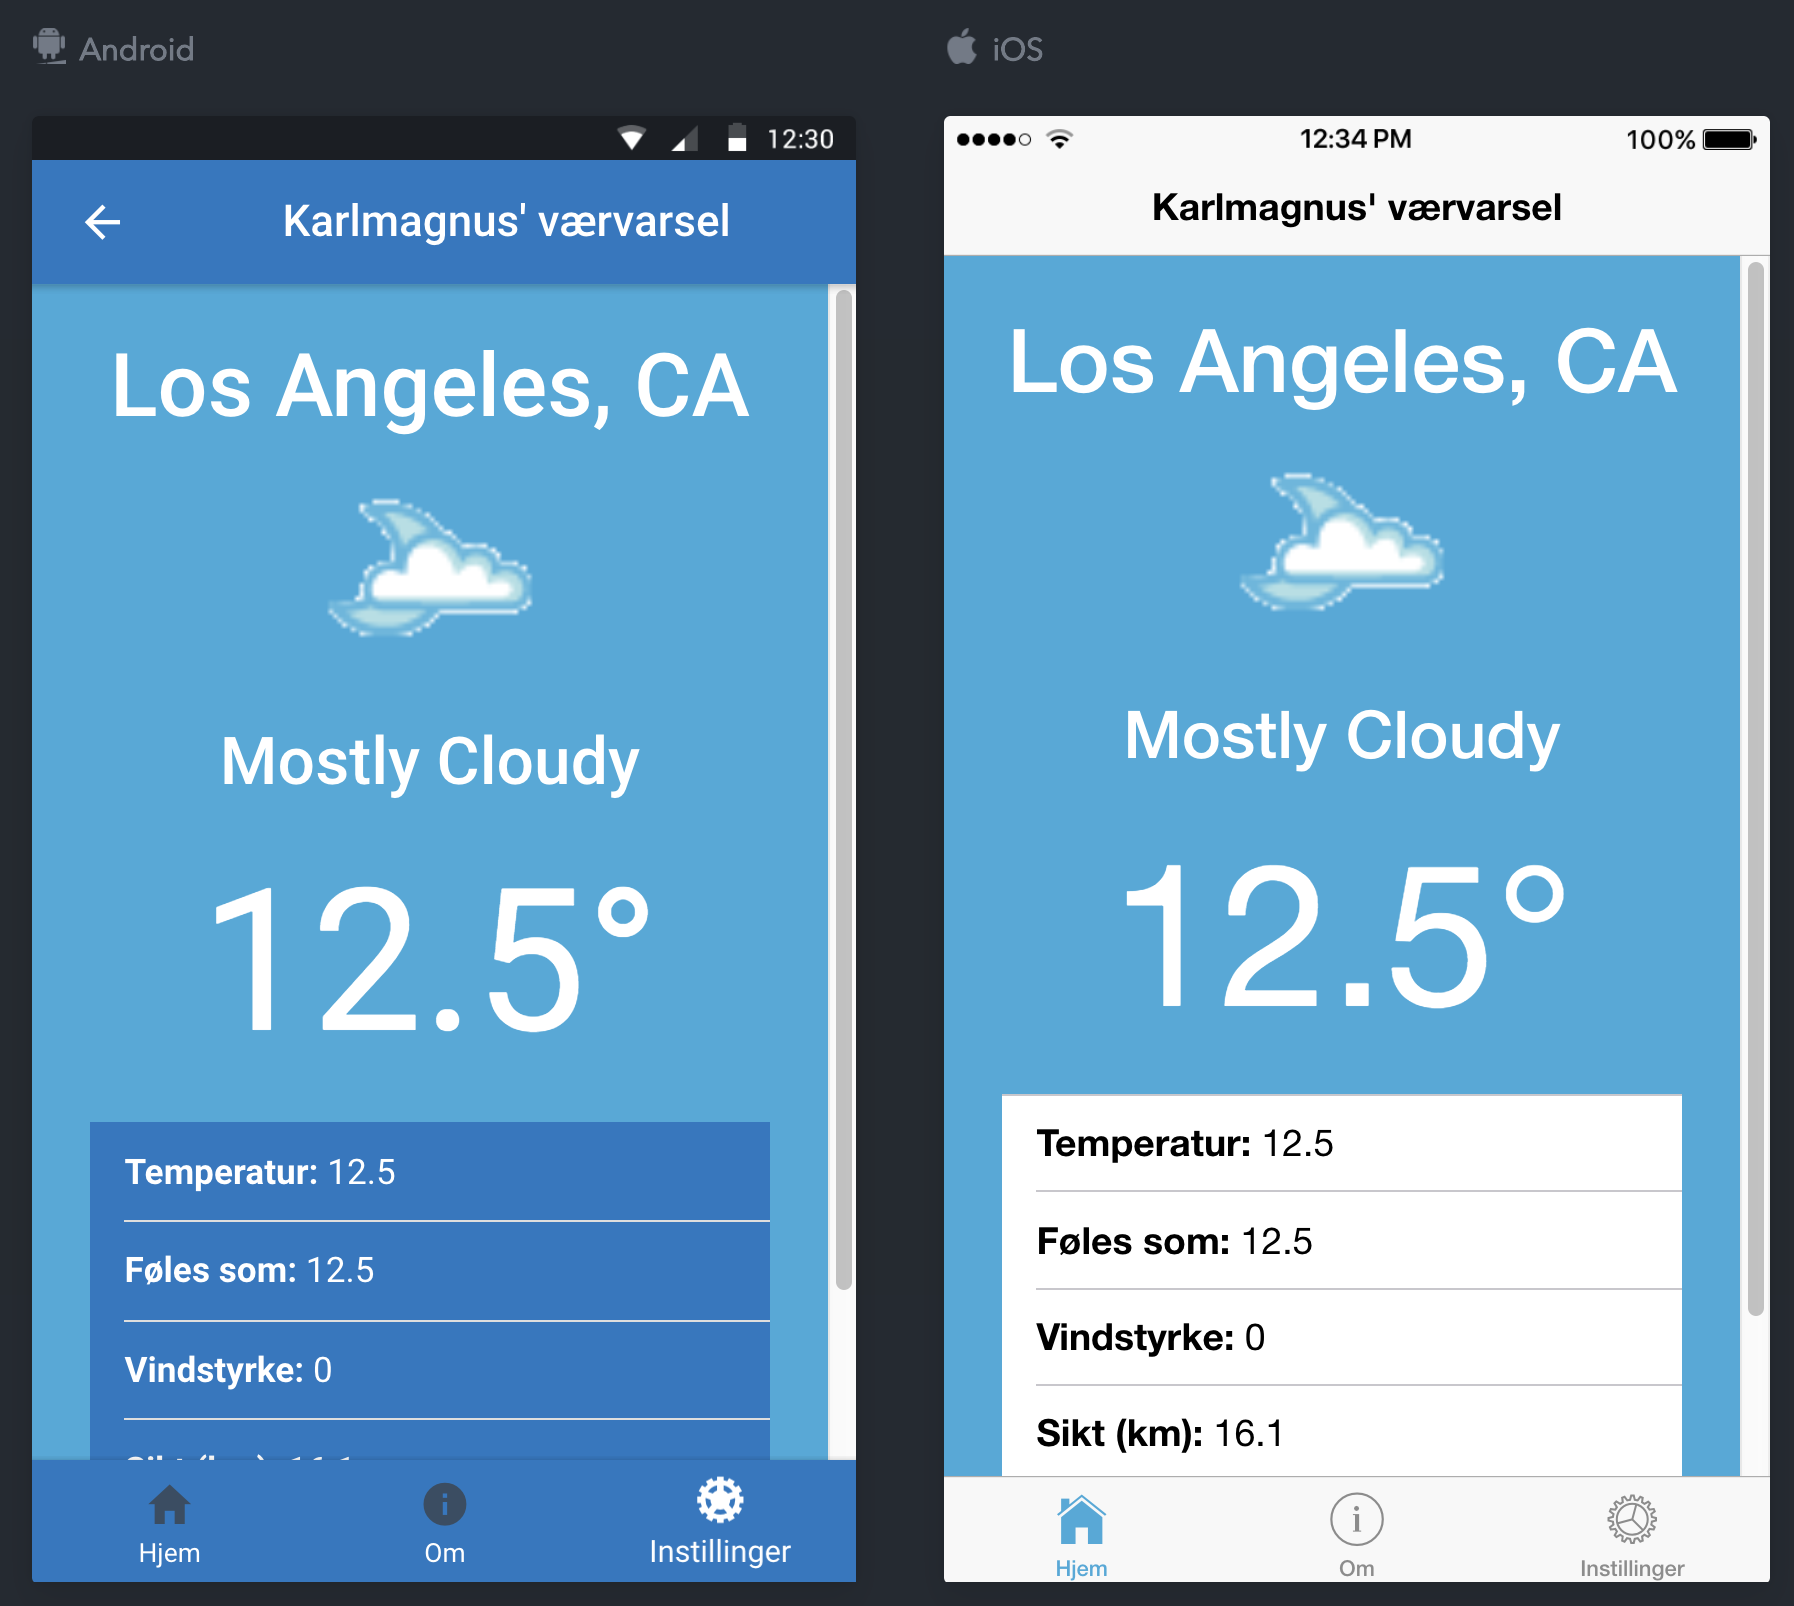 Android
12:30
Karlmagnus' værvarsel
Los Angeles, CA
Mostly Cloudy
12.5°
Temperatur: 12.5
Føles som: 12.5
Vindstyrke: 0
Hjem
Om
Instillinger
iOS
12:34 PM
100%
Karlmagnus' værvarsel
Los Angeles, CA
Mostly Cloudy
12.5°
Temperatur: 12.5
Føles som: 12.5
Vindstyrke: 0
Sikt (km): 16.1
Hjem
Om
Instillinger